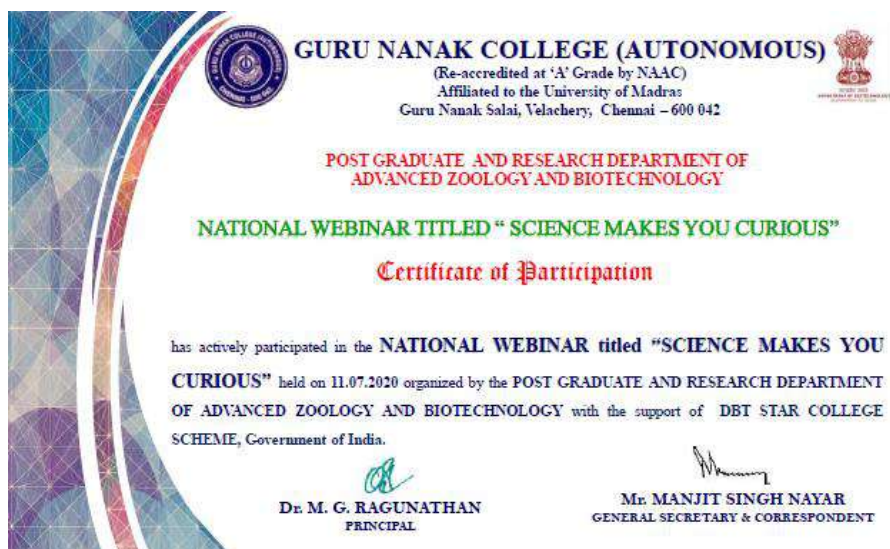 GURU NANAK COLLEGE (AUTONOMOUS)
(Re-accredited at ‘A’ Grade by NAAC)
Affiliated to the University of Madras
Guru Nanak Salai, Velachery, Chennai – 600 042
POST GRADUATE AND RESEARCH DEPARTMENT OF
ADVANCED ZOOLOGY AND BIOTECHNOLOGY
NATIONAL WEBINAR TITLED “ SCIENCE MAKES YOU CURIOUS”
Certificate of Participation
has actively participated in the NATIONAL WEBINAR titled “SCIENCE MAKES YOU
CURIOUS” held on 11.07.2020 organized by the POST GRADUATE AND RESEARCH DEPARTMENT
OF ADVANCED ZOOLOGY AND BIOTECHNOLOGY with the support of DBT STAR COLLEGE
SCHEME, Government of India.
Dr. M. G. RAGUNATHAN
PRINCIPAL
Mr. MANJIT SINGH NAYAR
GENERAL SECRETARY & CORRESPONDENT